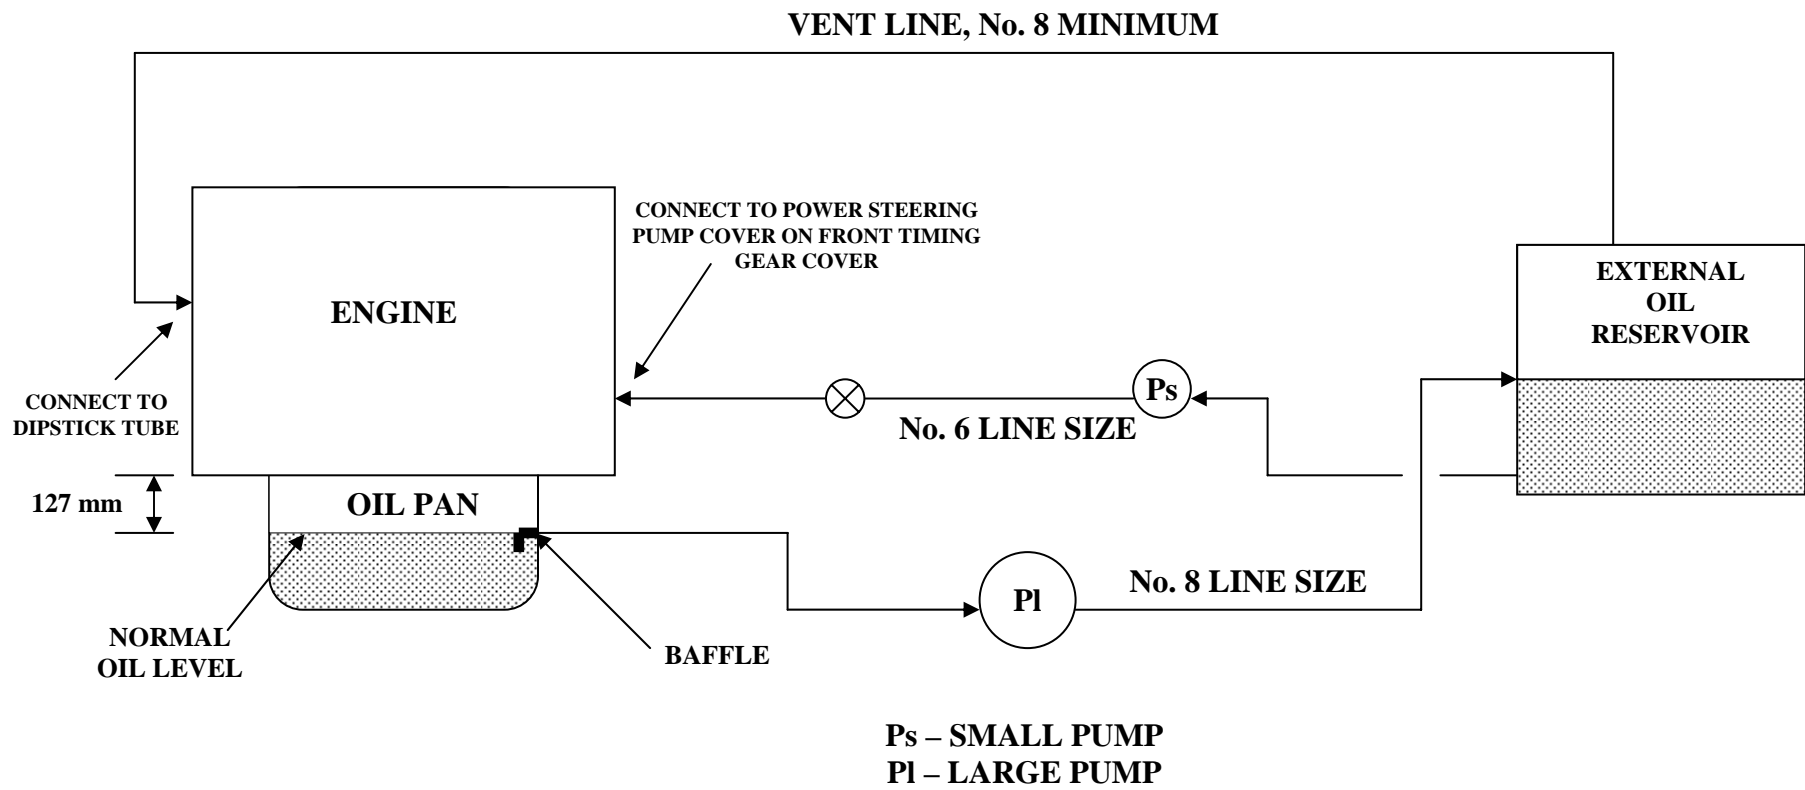 VENT LINE, No. 8 MINIMUM
CONNECT TO POWER STEERING
PUMP COVER ON FRONT TIMING
GEAR COVER
EXTERNAL
OIL
RESERVOIR
ENGINE
CONNECT TO
DIPSTICK TUBE
Ps
No. 6 LINE SIZE
127 mm
OIL PAN
Pl
No. 8 LINE SIZE
NORMAL
OIL LEVEL
BAFFLE
Ps – SMALL PUMP
Pl – LARGE PUMP